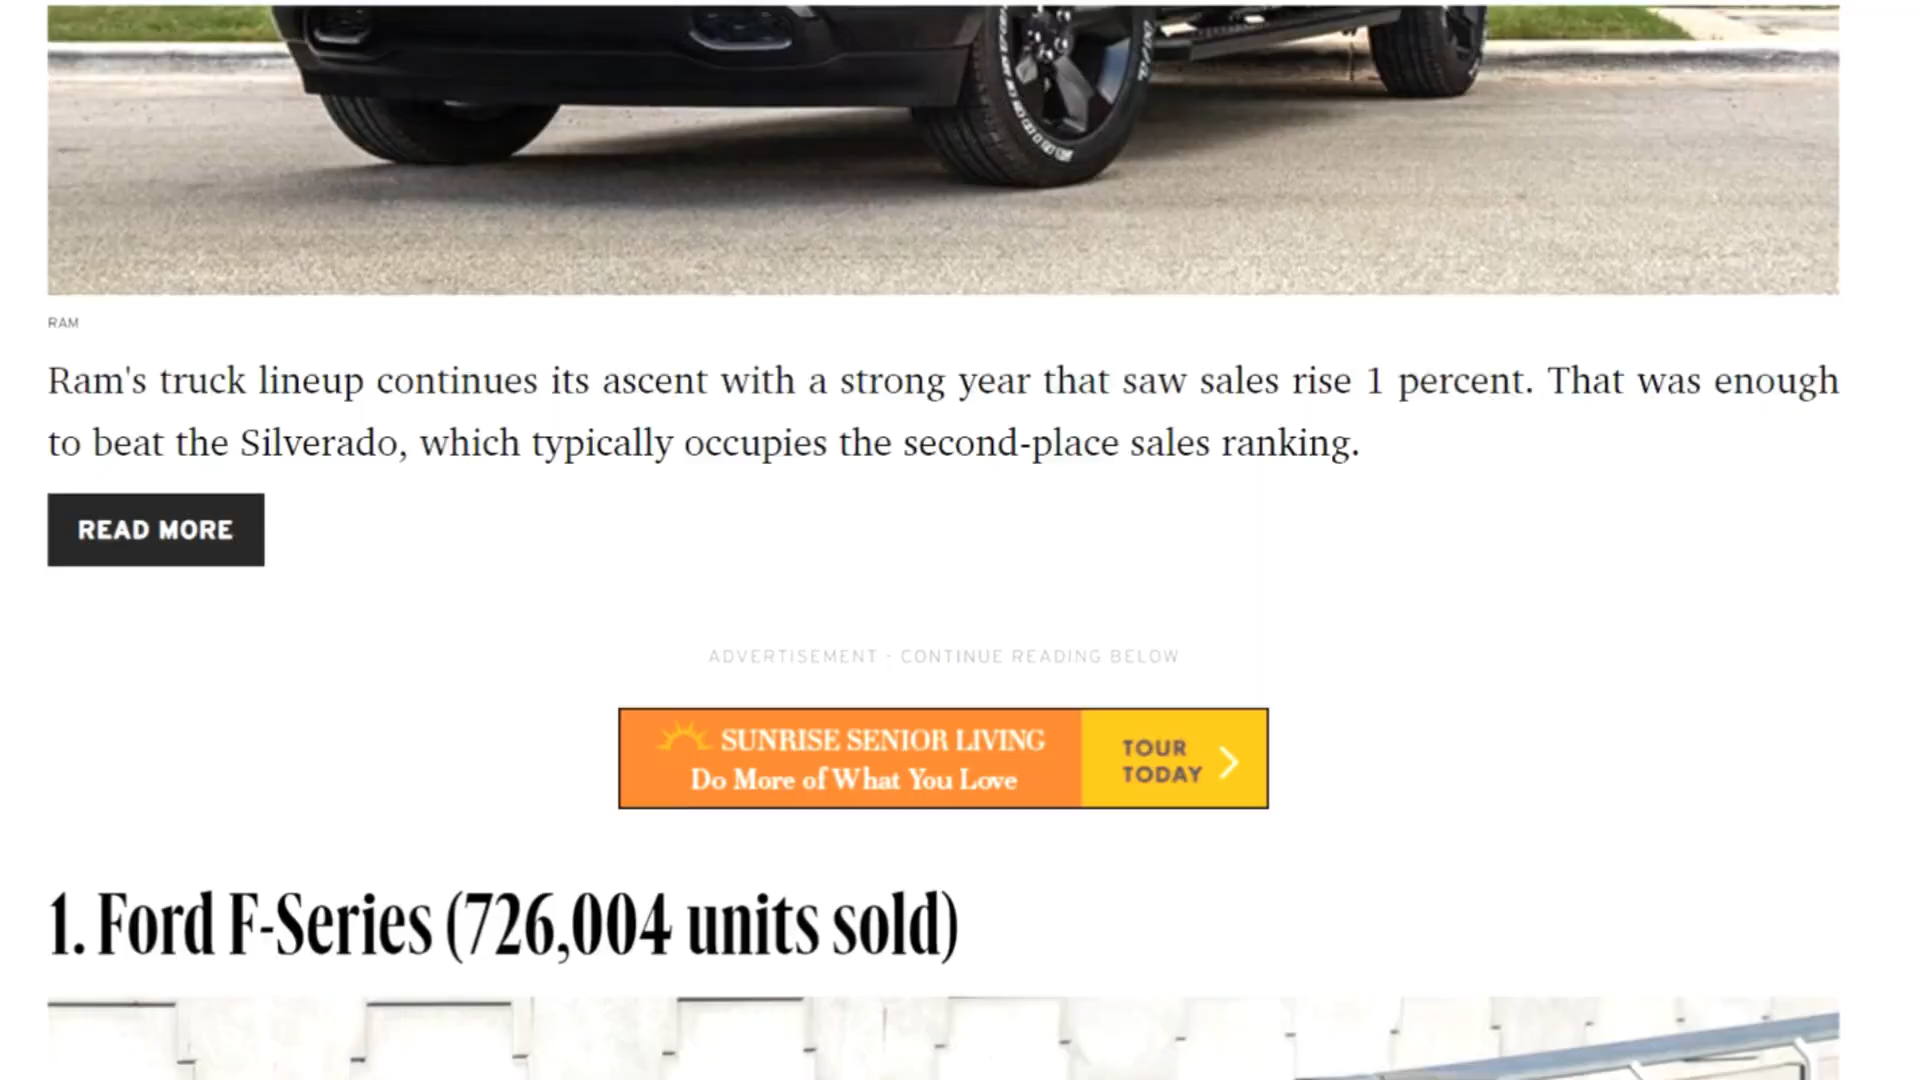 RAM
Ram's truck lineup continues its ascent with a strong year that saw sales rise 1 percent. That was enough
to beat the Silverado, which typically occupies the second-place sales ranking.
READ MORE
ADVERTISEMENT - CONTINUE READING BELOW
SUNRISE SENIOR LIVING
Do More of What You Love
TOUR
TODAY
1. Ford F-Series (726,004 units sold)